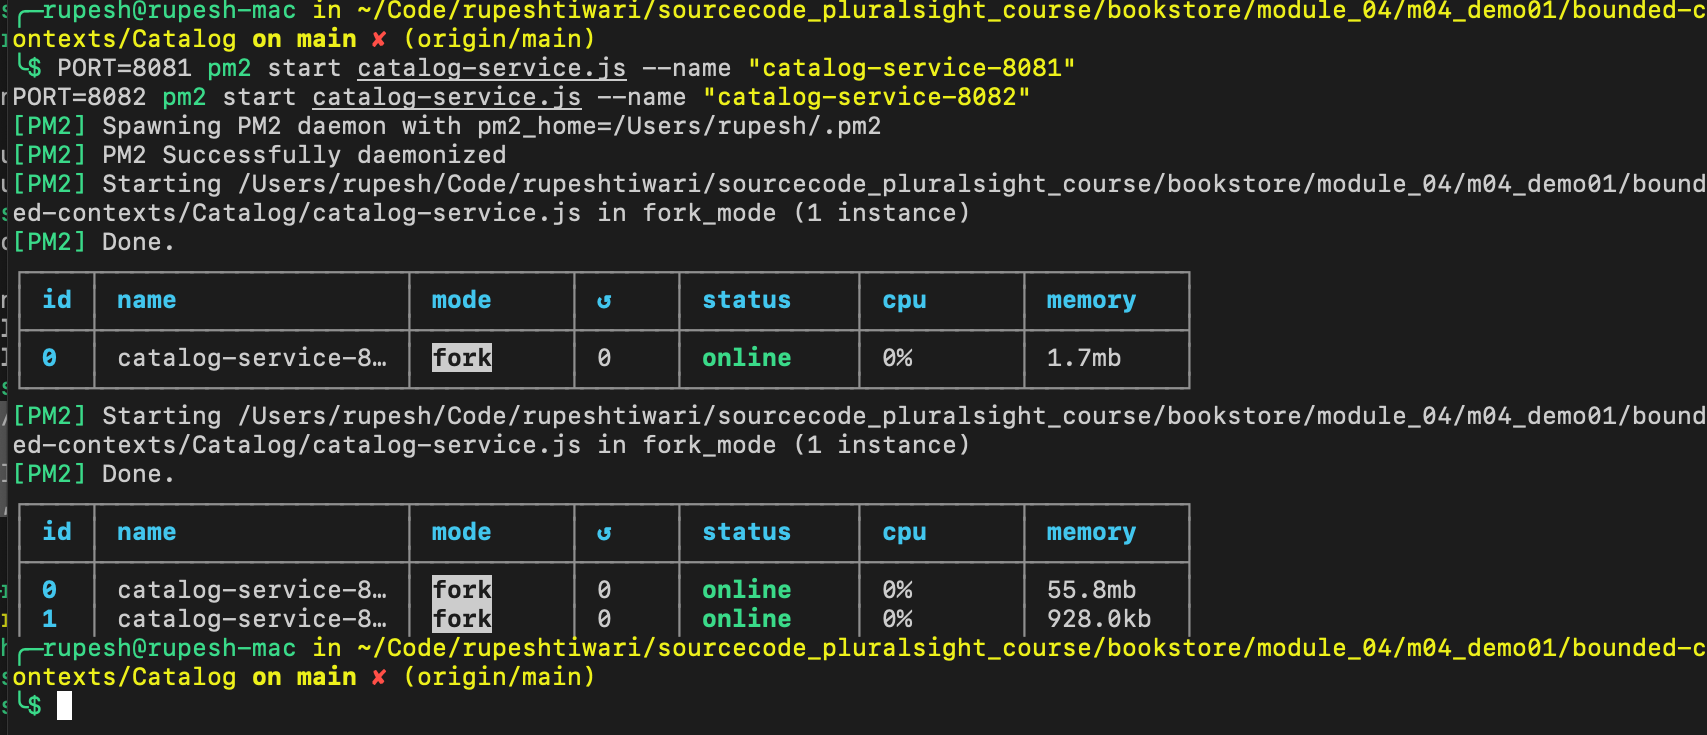 rupesh@rupesh-mac in ~/Code/rupeshtiwari/sourcecode_pluralsight_course/bookstore/module_04/m04_demo01/bounded-c
ontexts/Catalog on main ✘ (origin/main)
$ PORT=8081 pm2 start catalog-service.js --name "catalog-service-8081"
PORT=8082 pm2 start catalog-service.js --name "catalog-service-8082"
[PM2] Spawning PM2 daemon with pm2_home=/Users/rupesh/.pm2
[PM2] PM2 Successfully daemonized
[PM2] Starting /Users/rupesh/Code/rupeshtiwari/sourcecode_pluralsight_course/bookstore/module_04/m04_demo01/bound
ed-contexts/Catalog/catalog-service.js in fork_mode (1 instance)
[PM2] Done.
id name mode ↺ status cpu memory
0 catalog-service-8… fork 0 online 0% 1.7mb
[PM2] Starting /Users/rupesh/Code/rupeshtiwari/sourcecode_pluralsight_course/bookstore/module_04/m04_demo01/bound
ed-contexts/Catalog/catalog-service.js in fork_mode (1 instance)
[PM2] Done.
id name mode ↺ status cpu memory
0 catalog-service-8… fork 0 online 0% 55.8mb
1 catalog-service-8… fork 0 online 0% 928.0kb
rupesh@rupesh-mac in ~/Code/rupeshtiwari/sourcecode_pluralsight_course/bookstore/module_04/m04_demo01/bounded-c
ontexts/Catalog on main ✘ (origin/main)
$